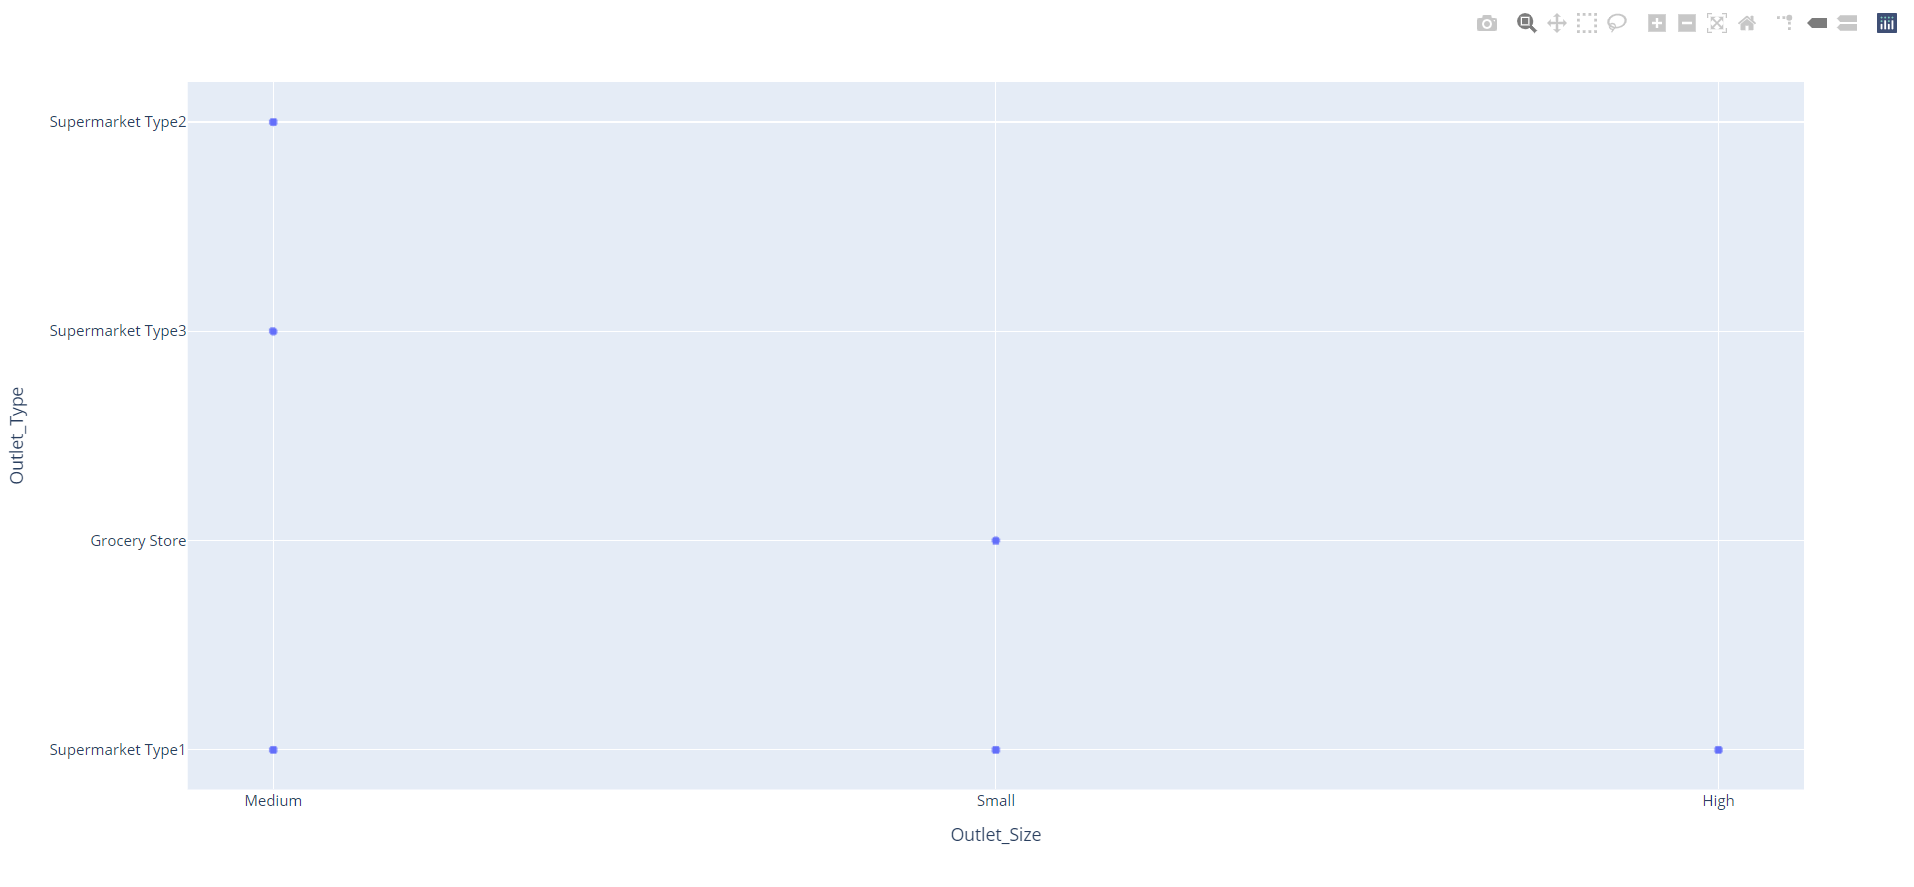 Supermarket Type2
Supermarket Type3
Outlet_Type
Grocery Store
Supermarket Type1
Medium
Small
High
Outlet_Size